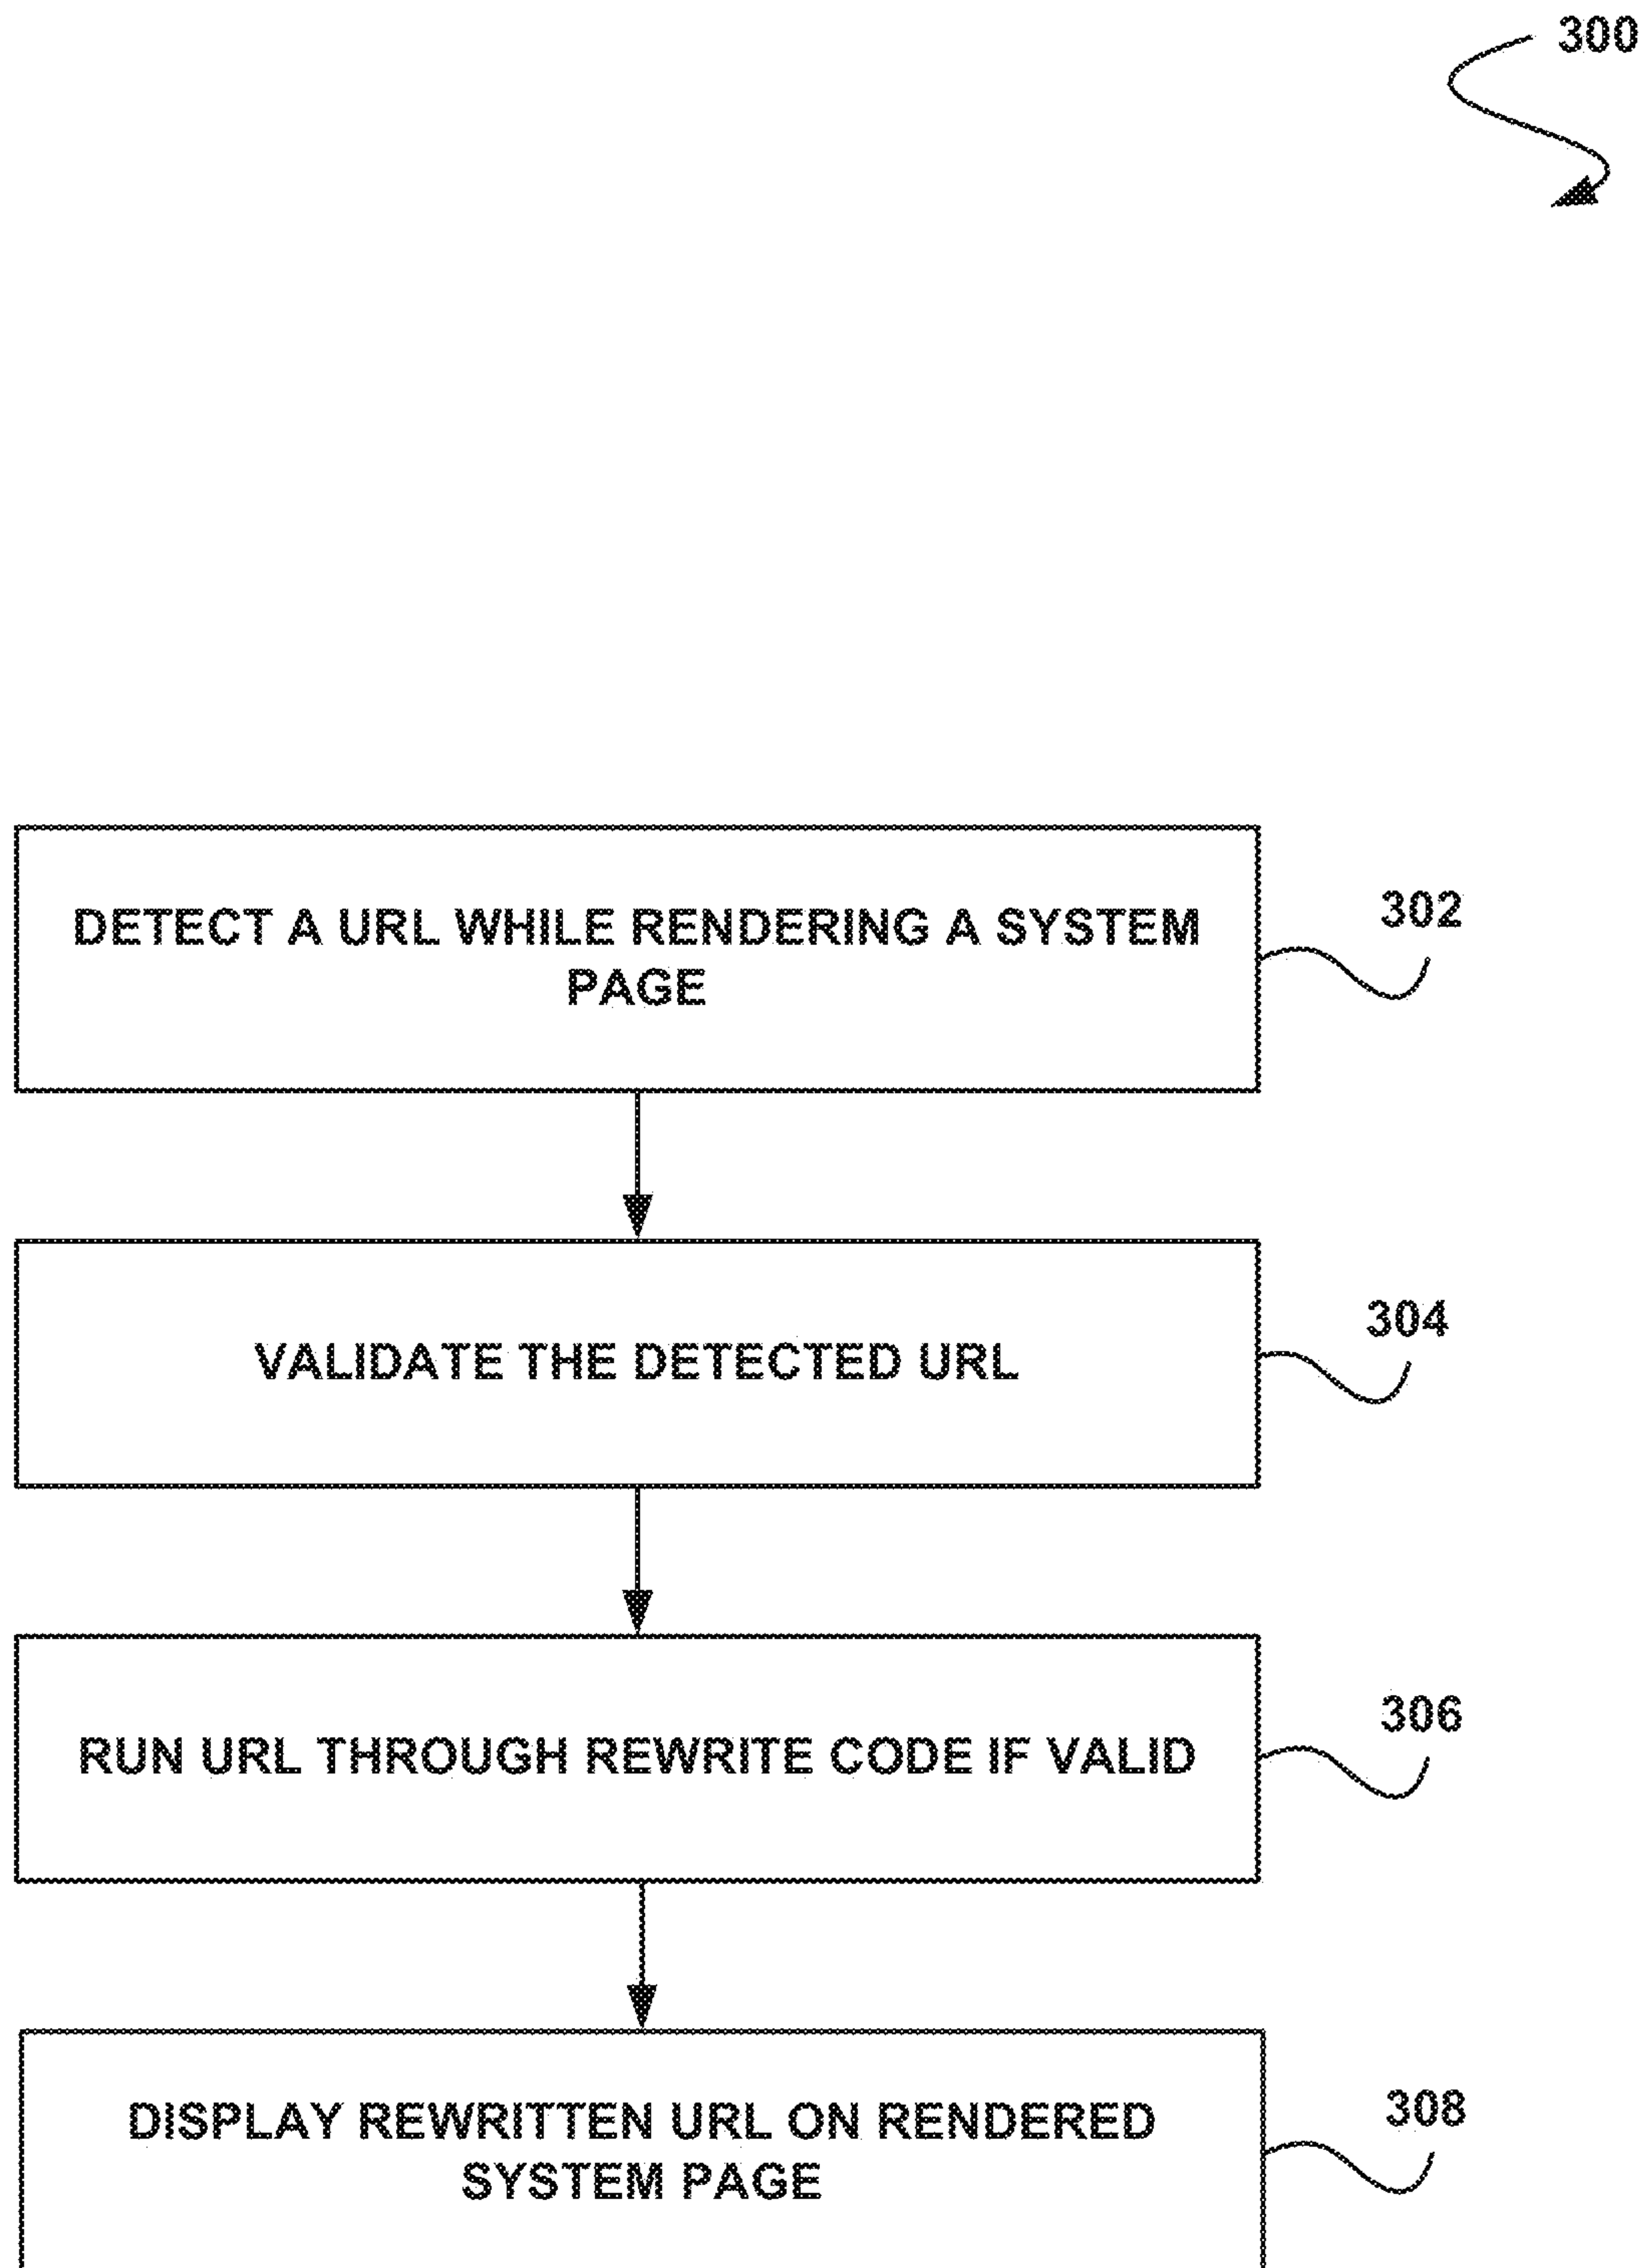 300
DETECT A URL WHILE RENDERING A SYSTEM
PAGE
302
VALIDATE THE DETECTED URL
304
RUN URL THROUGH REWRITE CODE IF VALID
306
DISPLAY REWRITTEN URL ON RENDERED
SYSTEM PAGE
308